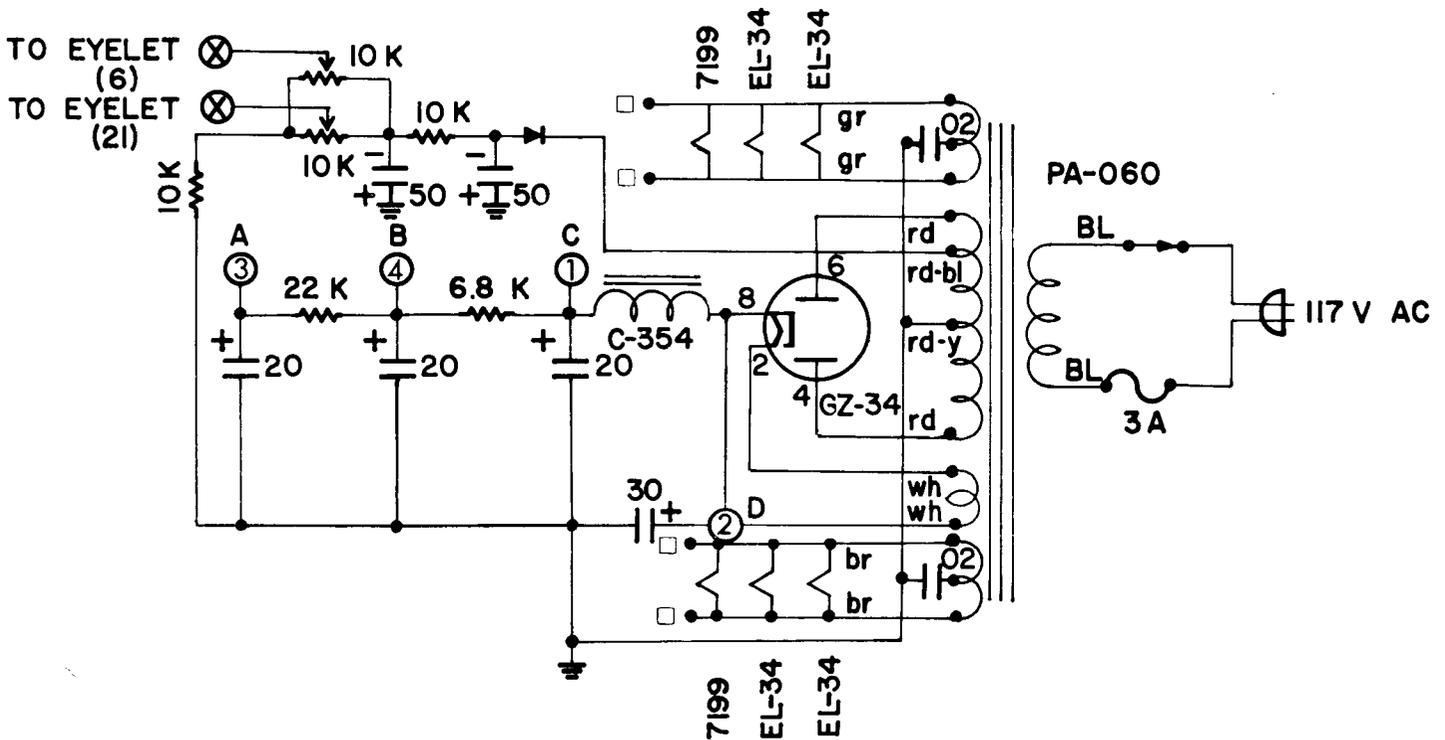 7199
EL-34
EL-34
TO EYELET
(6)
10 K
TO EYELET
(21)
10 K
10 K
10 K
−
+
50
−
+
50
gr
gr
.02
PA-060
BL
BL
3 A
117 V AC
A
3
B
4
C
1
22 K
6.8 K
C-354
+
20
+
20
+
20
rd
rd-bl
rd-y
rd
6
8
2
4
GZ-34
wh
wh
30
+
2
D
br
br
.02
7199
EL-34
EL-34